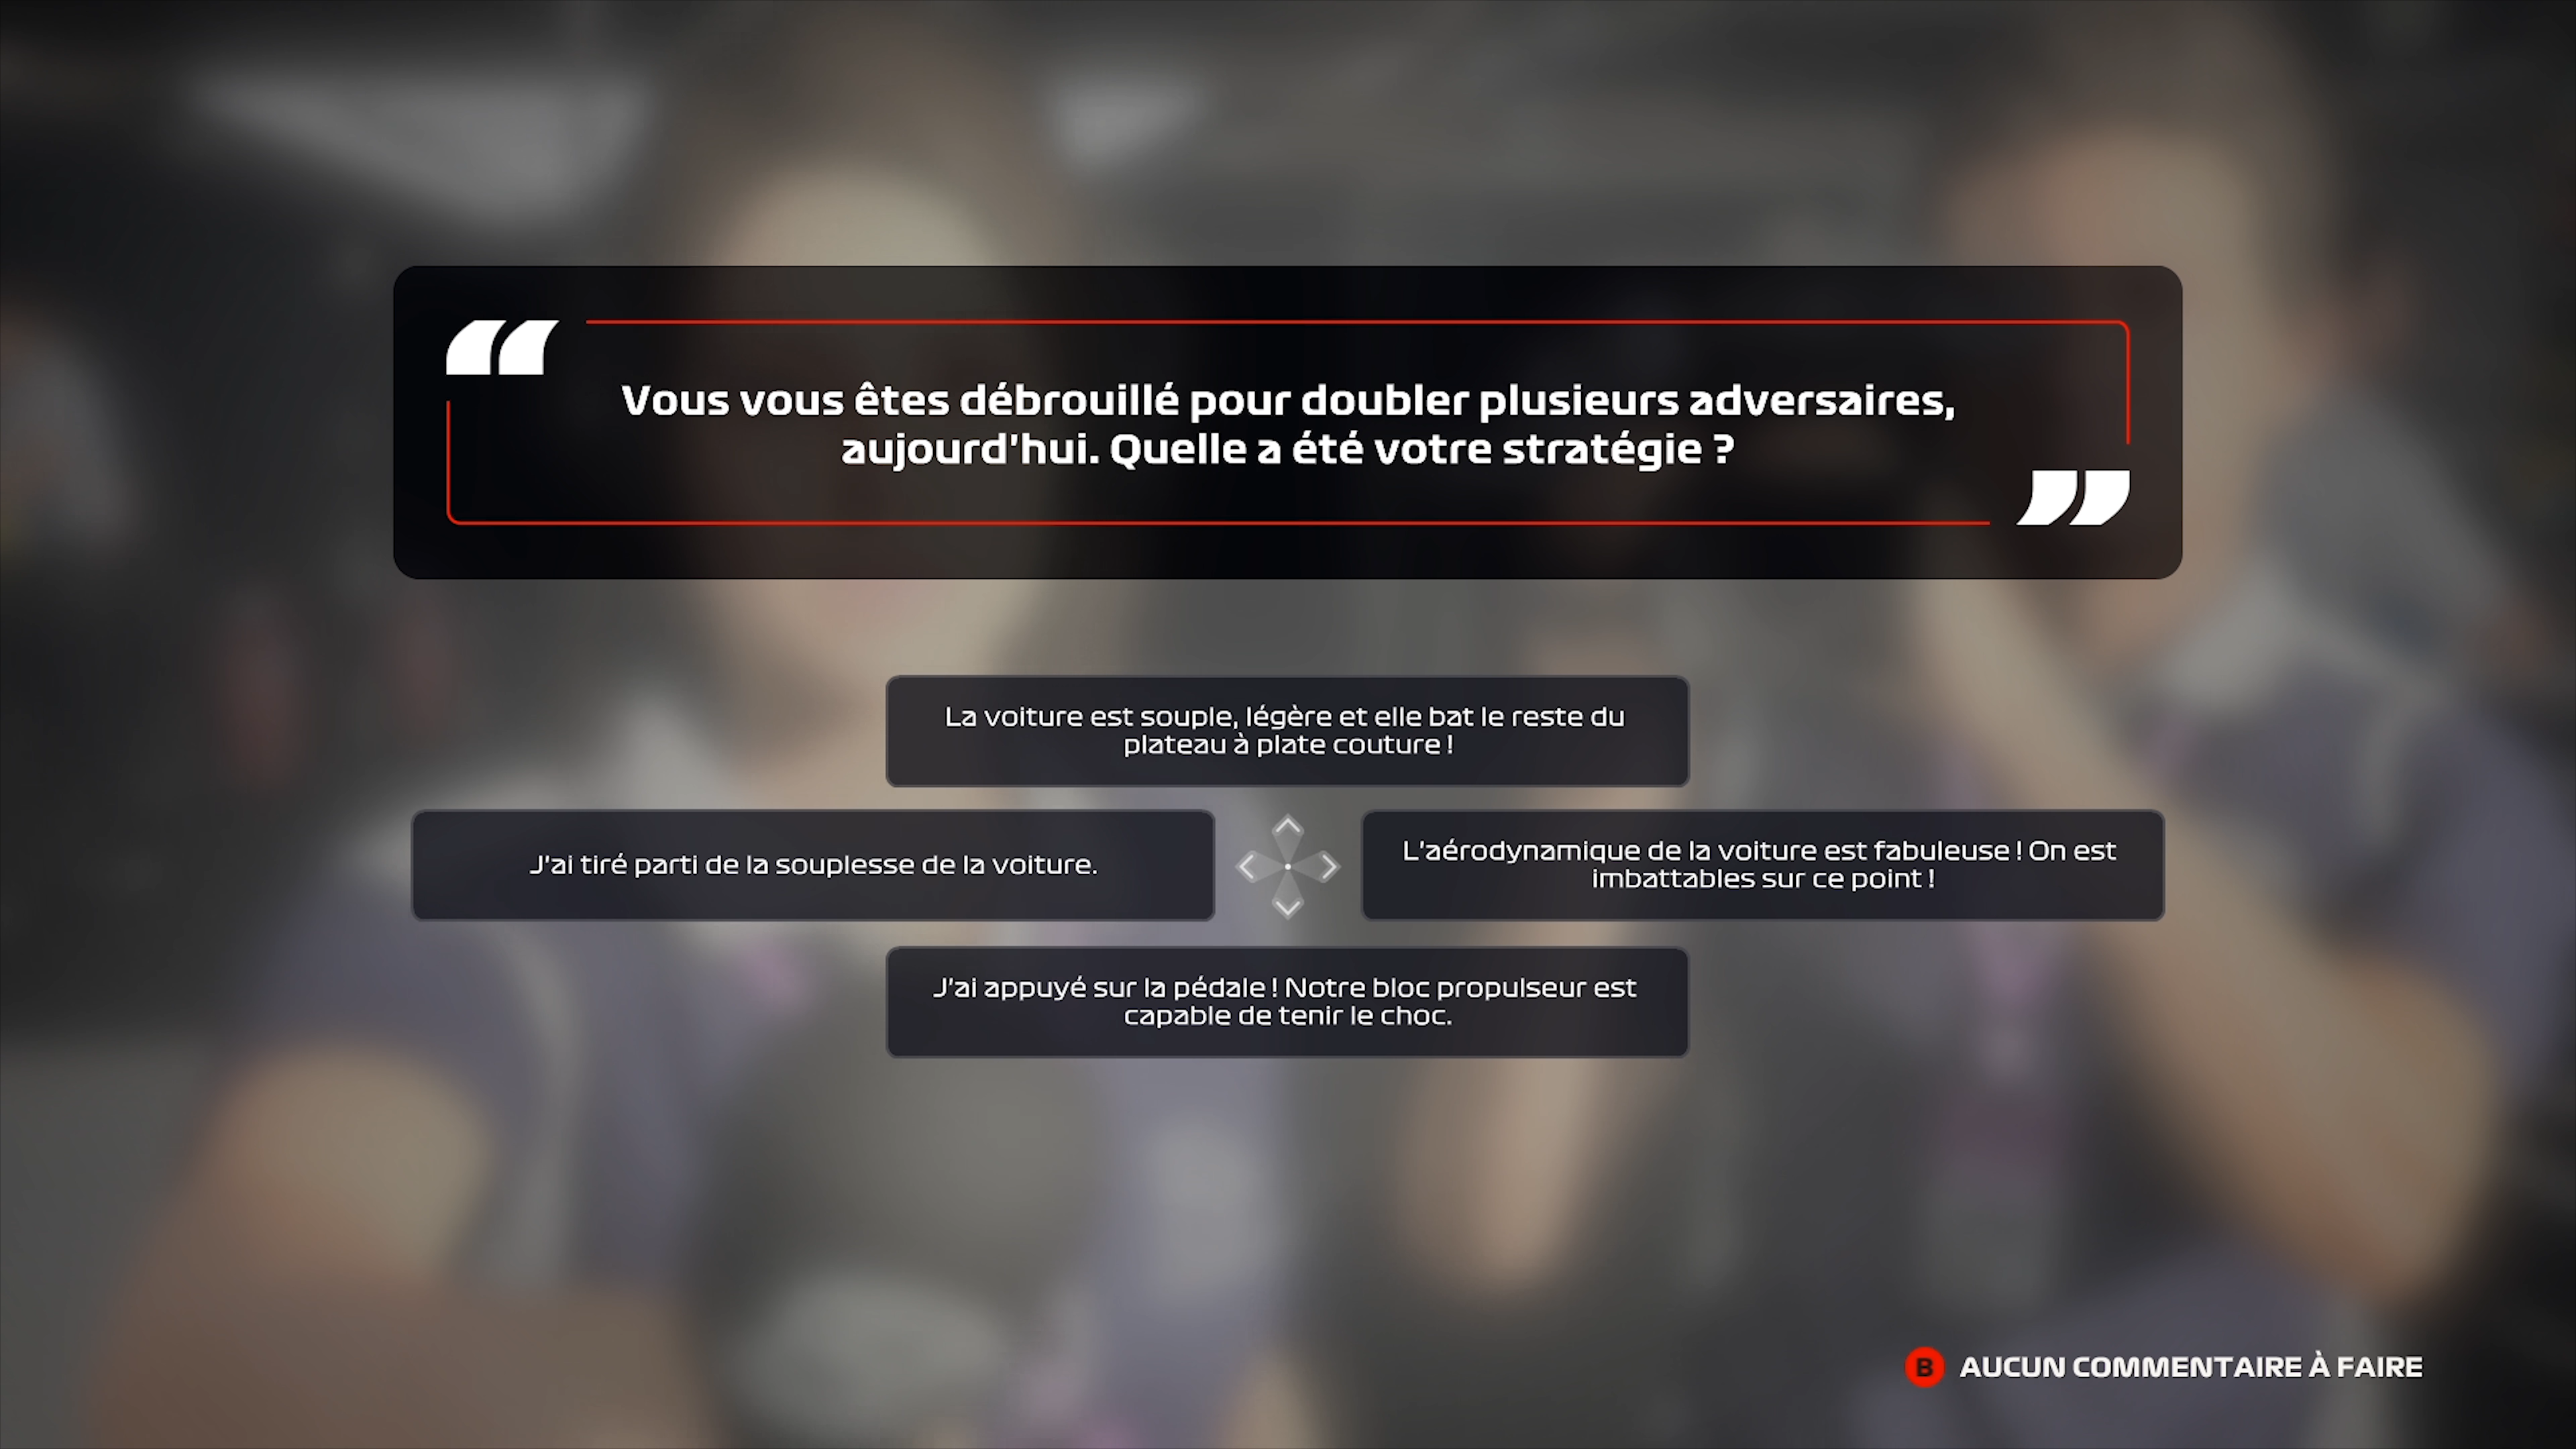 Vous vous êtes débrouillé pour doubler plusieurs adversaires,
aujourd'hui. Quelle a été votre stratégie ?
La voiture est souple, légère et elle bat le reste du
plateau à plate couture !
J'ai tiré parti de la souplesse de la voiture.
L'aérodynamique de la voiture est fabuleuse ! On est
imbattables sur ce point !
J'ai appuyé sur la pédale ! Notre bloc propulseur est
capable de tenir le choc.
B AUCUN COMMENTAIRE À FAIRE